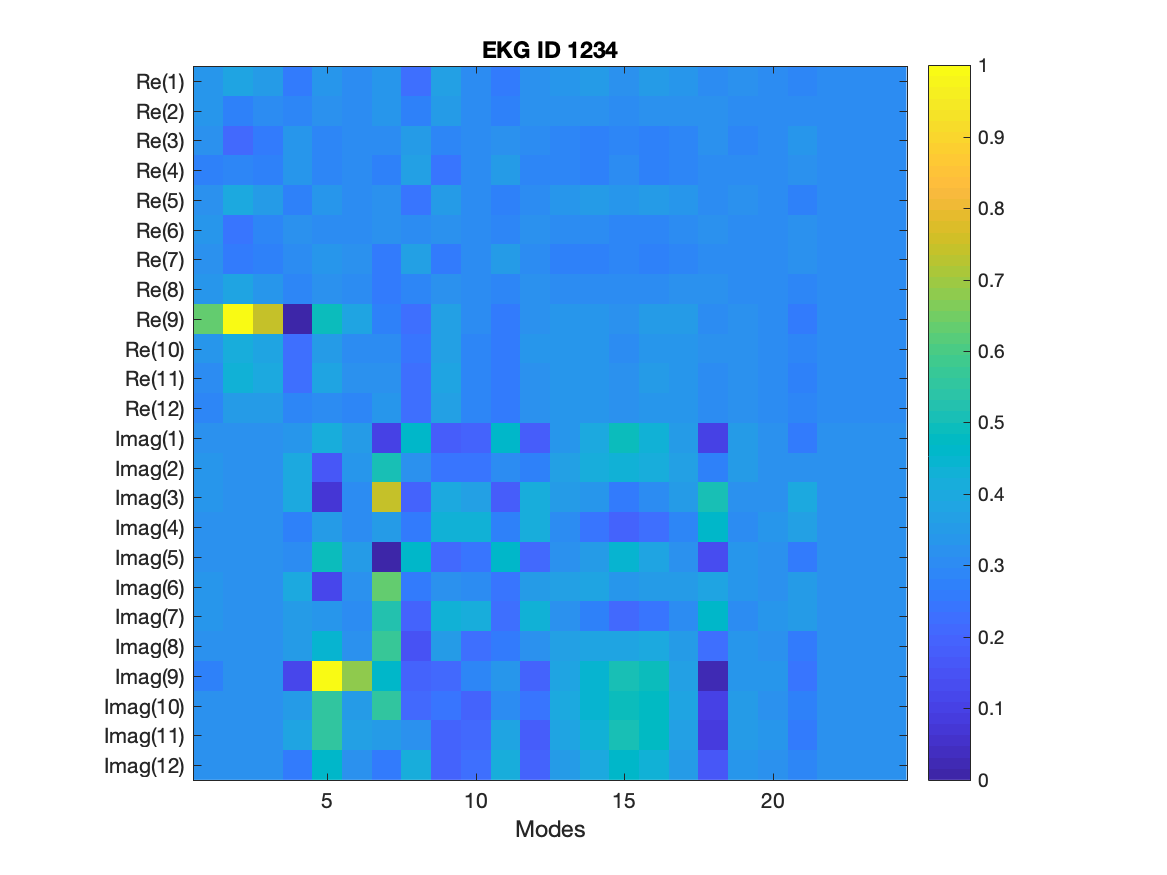 EKG ID 1234
Re(1)
Re(2)
Re(3)
Re(4)
Re(5)
Re(6)
Re(7)
Re(8)
Re(9)
Re(10)
Re(11)
Re(12)
Imag(1)
Imag(2)
Imag(3)
Imag(4)
Imag(5)
Imag(6)
Imag(7)
Imag(8)
Imag(9)
Imag(10)
Imag(11)
Imag(12)
5 10 15 20
Modes
1
0.9
0.8
0.7
0.6
0.5
0.4
0.3
0.2
0.1
0